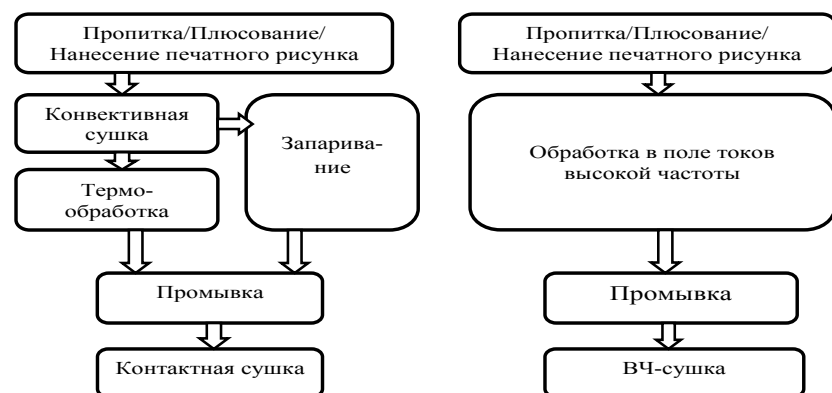 Пропитка/Плюсование/
Нанесение печатного рисунка
Конвективная
сушка
Запарива-
ние
Термо-
обработка
Промывка
Контактная сушка
Пропитка/Плюсование/
Нанесение печатного рисунка
Обработка в поле токов
высокой частоты
Промывка
ВЧ-сушка